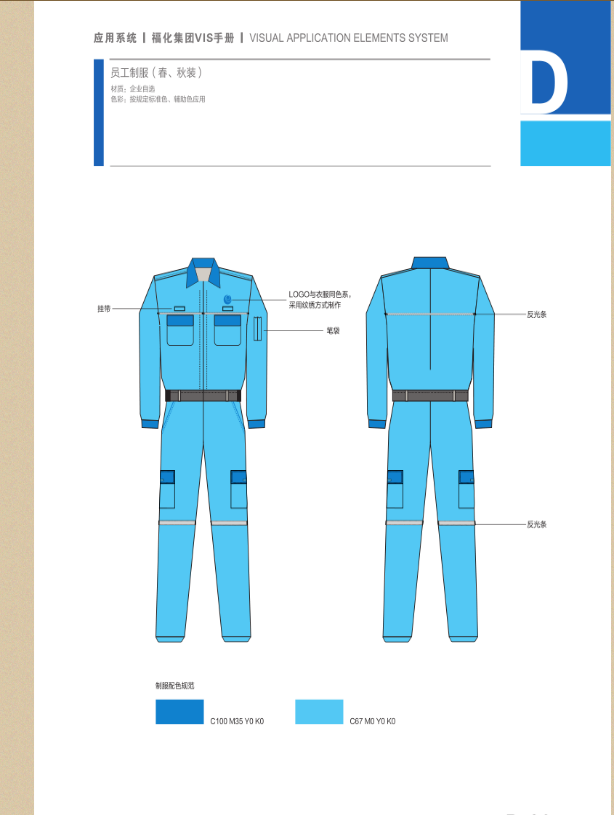 应用系统 | 福化集团VIS手册 | VISUAL APPLICATION ELEMENTS SYSTEM
D
员工制服（春、秋装）
材质：企业自选
色彩：按规定标准色、辅助色应用
LOGO与衣服同色系，
采用纹绣方式制作
挂带
笔袋
反光条
反光条
制服配色规范
C100 M35 Y0 K0
C67 M0 Y0 K0